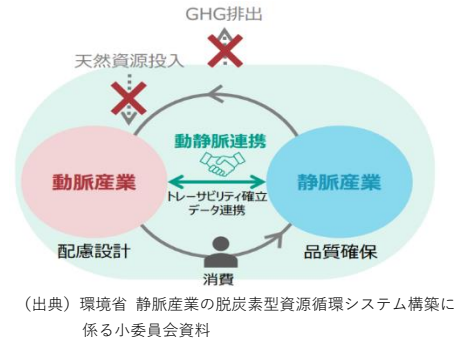 GHG排出
天然資源投入
動静脈連携
動脈産業
静脈産業
トレーサビリティ確立
データ連携
配慮設計
品質確保
消費
（出典）環境省 静脈産業の脱炭素型資源循環システム構築に
係る小委員会資料